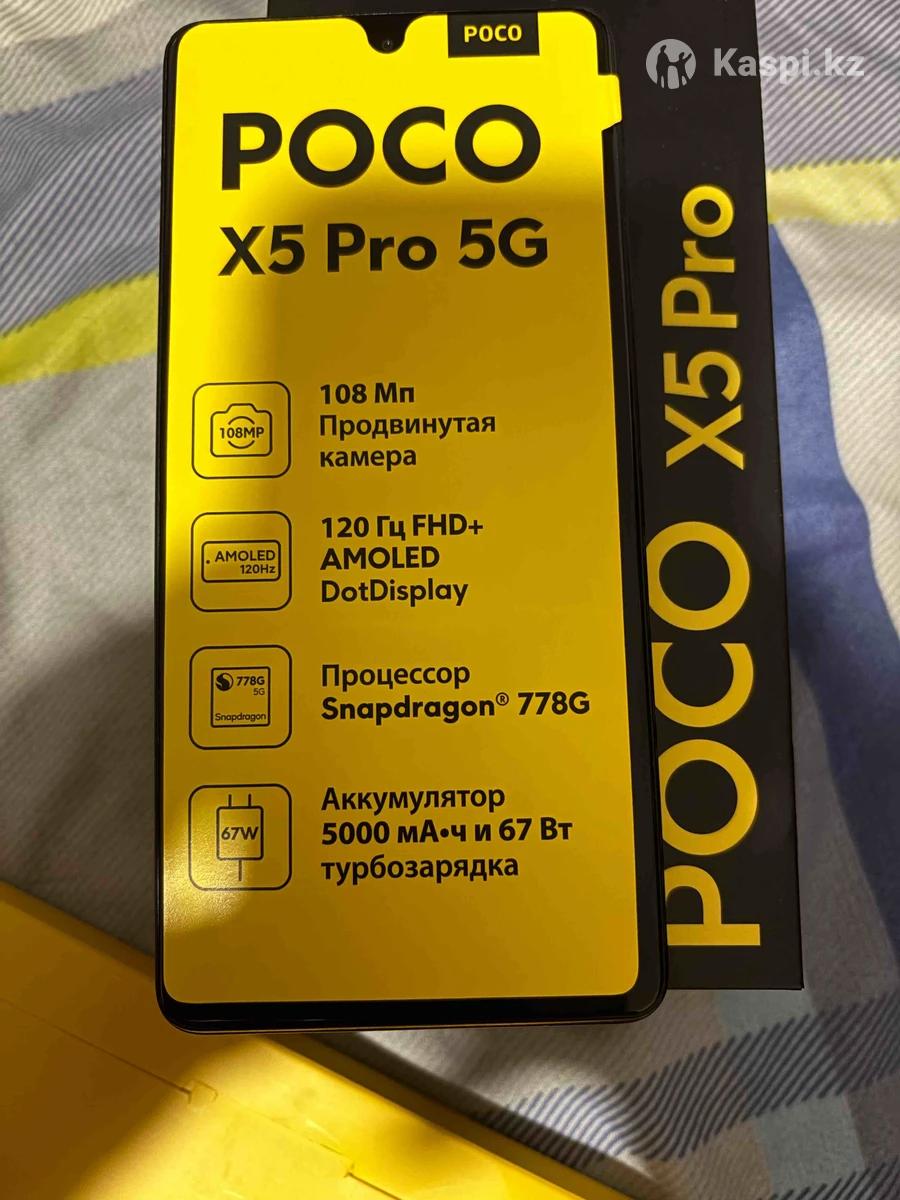 POCO
Kaspi.kz
POCO
X5 Pro 5G
108MP
108 Мп
Продвинутая
камера
AMOLED
120Hz
120 Гц FHD+
AMOLED
DotDisplay
778G
5G
Snapdragon
Процессор
Snapdragon® 778G
67W
Аккумулятор
5000 мА•ч и 67 Вт
турбозарядка
POCO X5 Pro